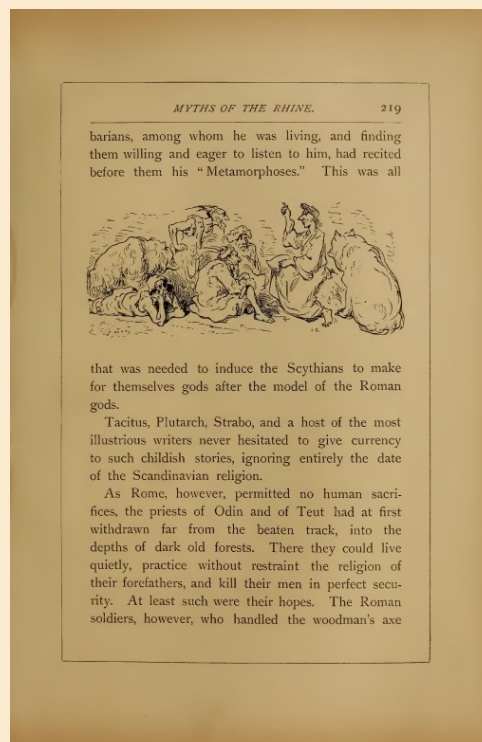 MYTHS OF THE RHINE. 219
barians, among whom he was living, and finding
them willing and eager to listen to him, had recited
before them his “Metamorphoses.” This was all
that was needed to induce the Scythians to make
for themselves gods after the model of the Roman
gods.
Tacitus, Plutarch, Strabo, and a host of the most
illustrious writers never hesitated to give currency
to such childish stories, ignoring entirely the date
of the Scandinavian religion.
As Rome, however, permitted no human sacri-
fices, the priests of Odin and of Teut had at first
withdrawn far from the beaten track, into the
depths of dark old forests. There they could live
quietly, practice without restraint the religion of
their forefathers, and kill their men in perfect secu-
rity. At least such were their hopes. The Roman
soldiers, however, who handled the woodman’s axe